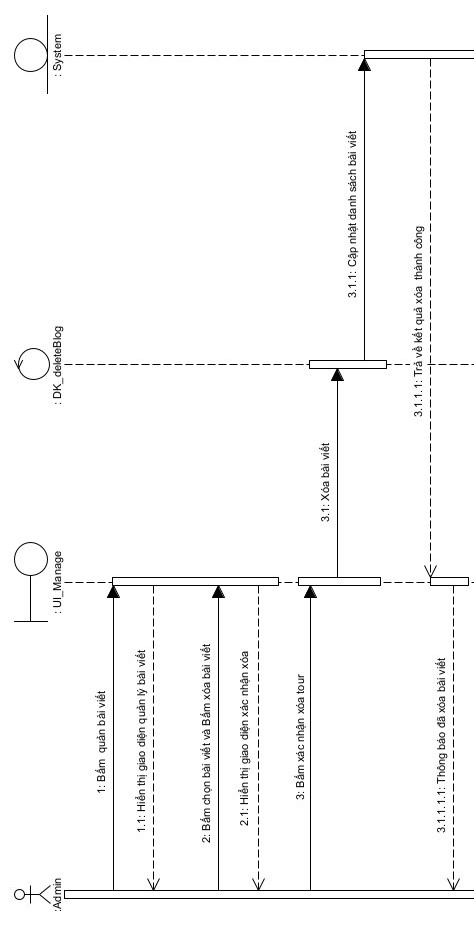 :Admin
: UI_Manage
: DK_deleteBlog
: System
1: Bấm  quản bài viết
1.1: Hiển thị giao diện quản lý bài viết
2: Bấm chọn bài viết và Bấm xóa bài viết
2.1: Hiển thị giao diện xác nhận xóa
3: Bấm xác nhận xóa tour
3.1: Xóa bài viết
3.1.1: Cập nhật danh sách bài viết
3.1.1.1: Trả về kết quả xóa  thành công
3.1.1.1.1: Thông báo đã xóa bài viết